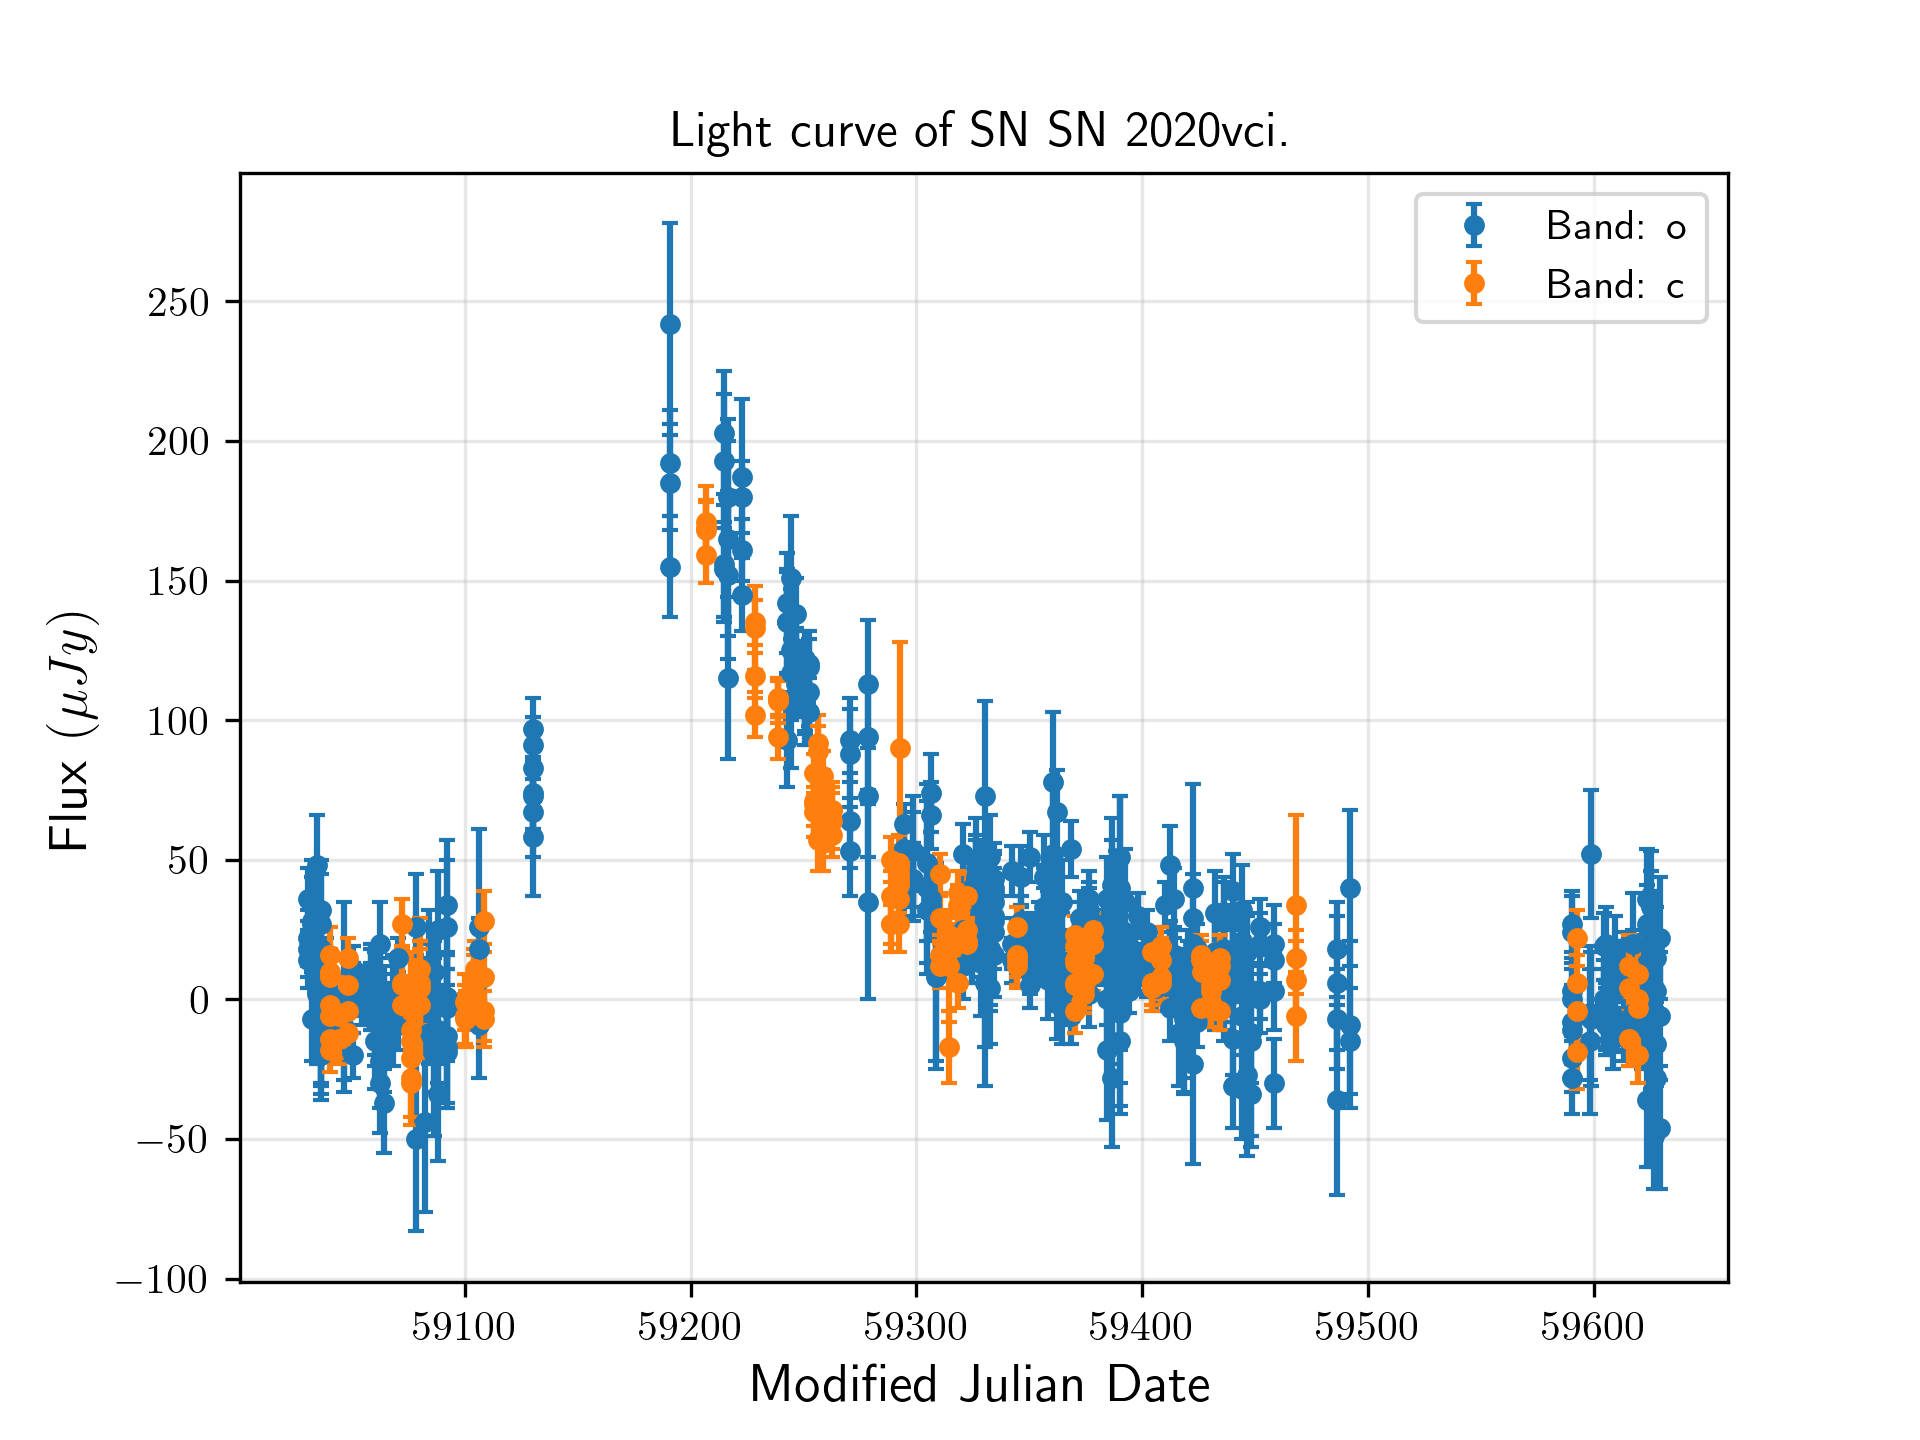 Light curve of SN SN 2020vci.
Band: o
Band: c
Flux (μJy)
250
200
150
100
50
0
−50
−100
59100
59200
59300
59400
59500
59600
Modified Julian Date